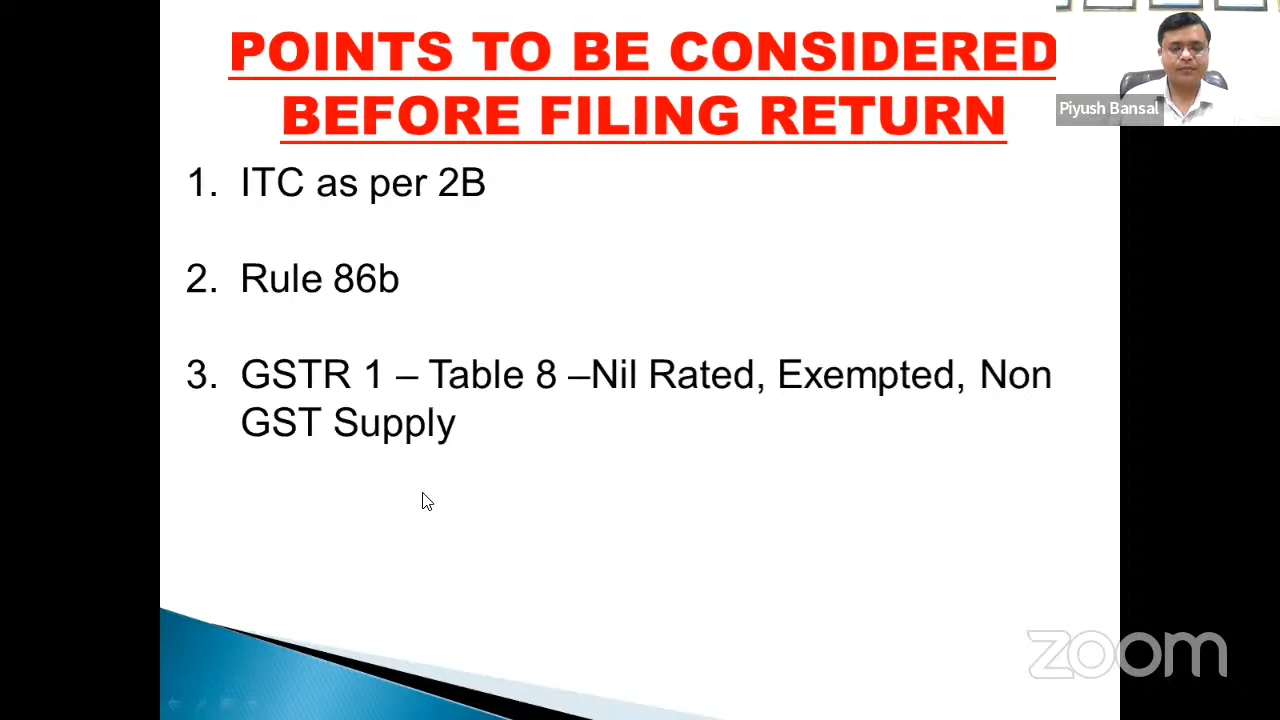 POINTS TO BE CONSIDERED
BEFORE FILING RETURN
Piyush Bansal
1. ITC as per 2B
2. Rule 86b
3. GSTR 1 – Table 8 –Nil Rated, Exempted, Non
GST Supply
zoom